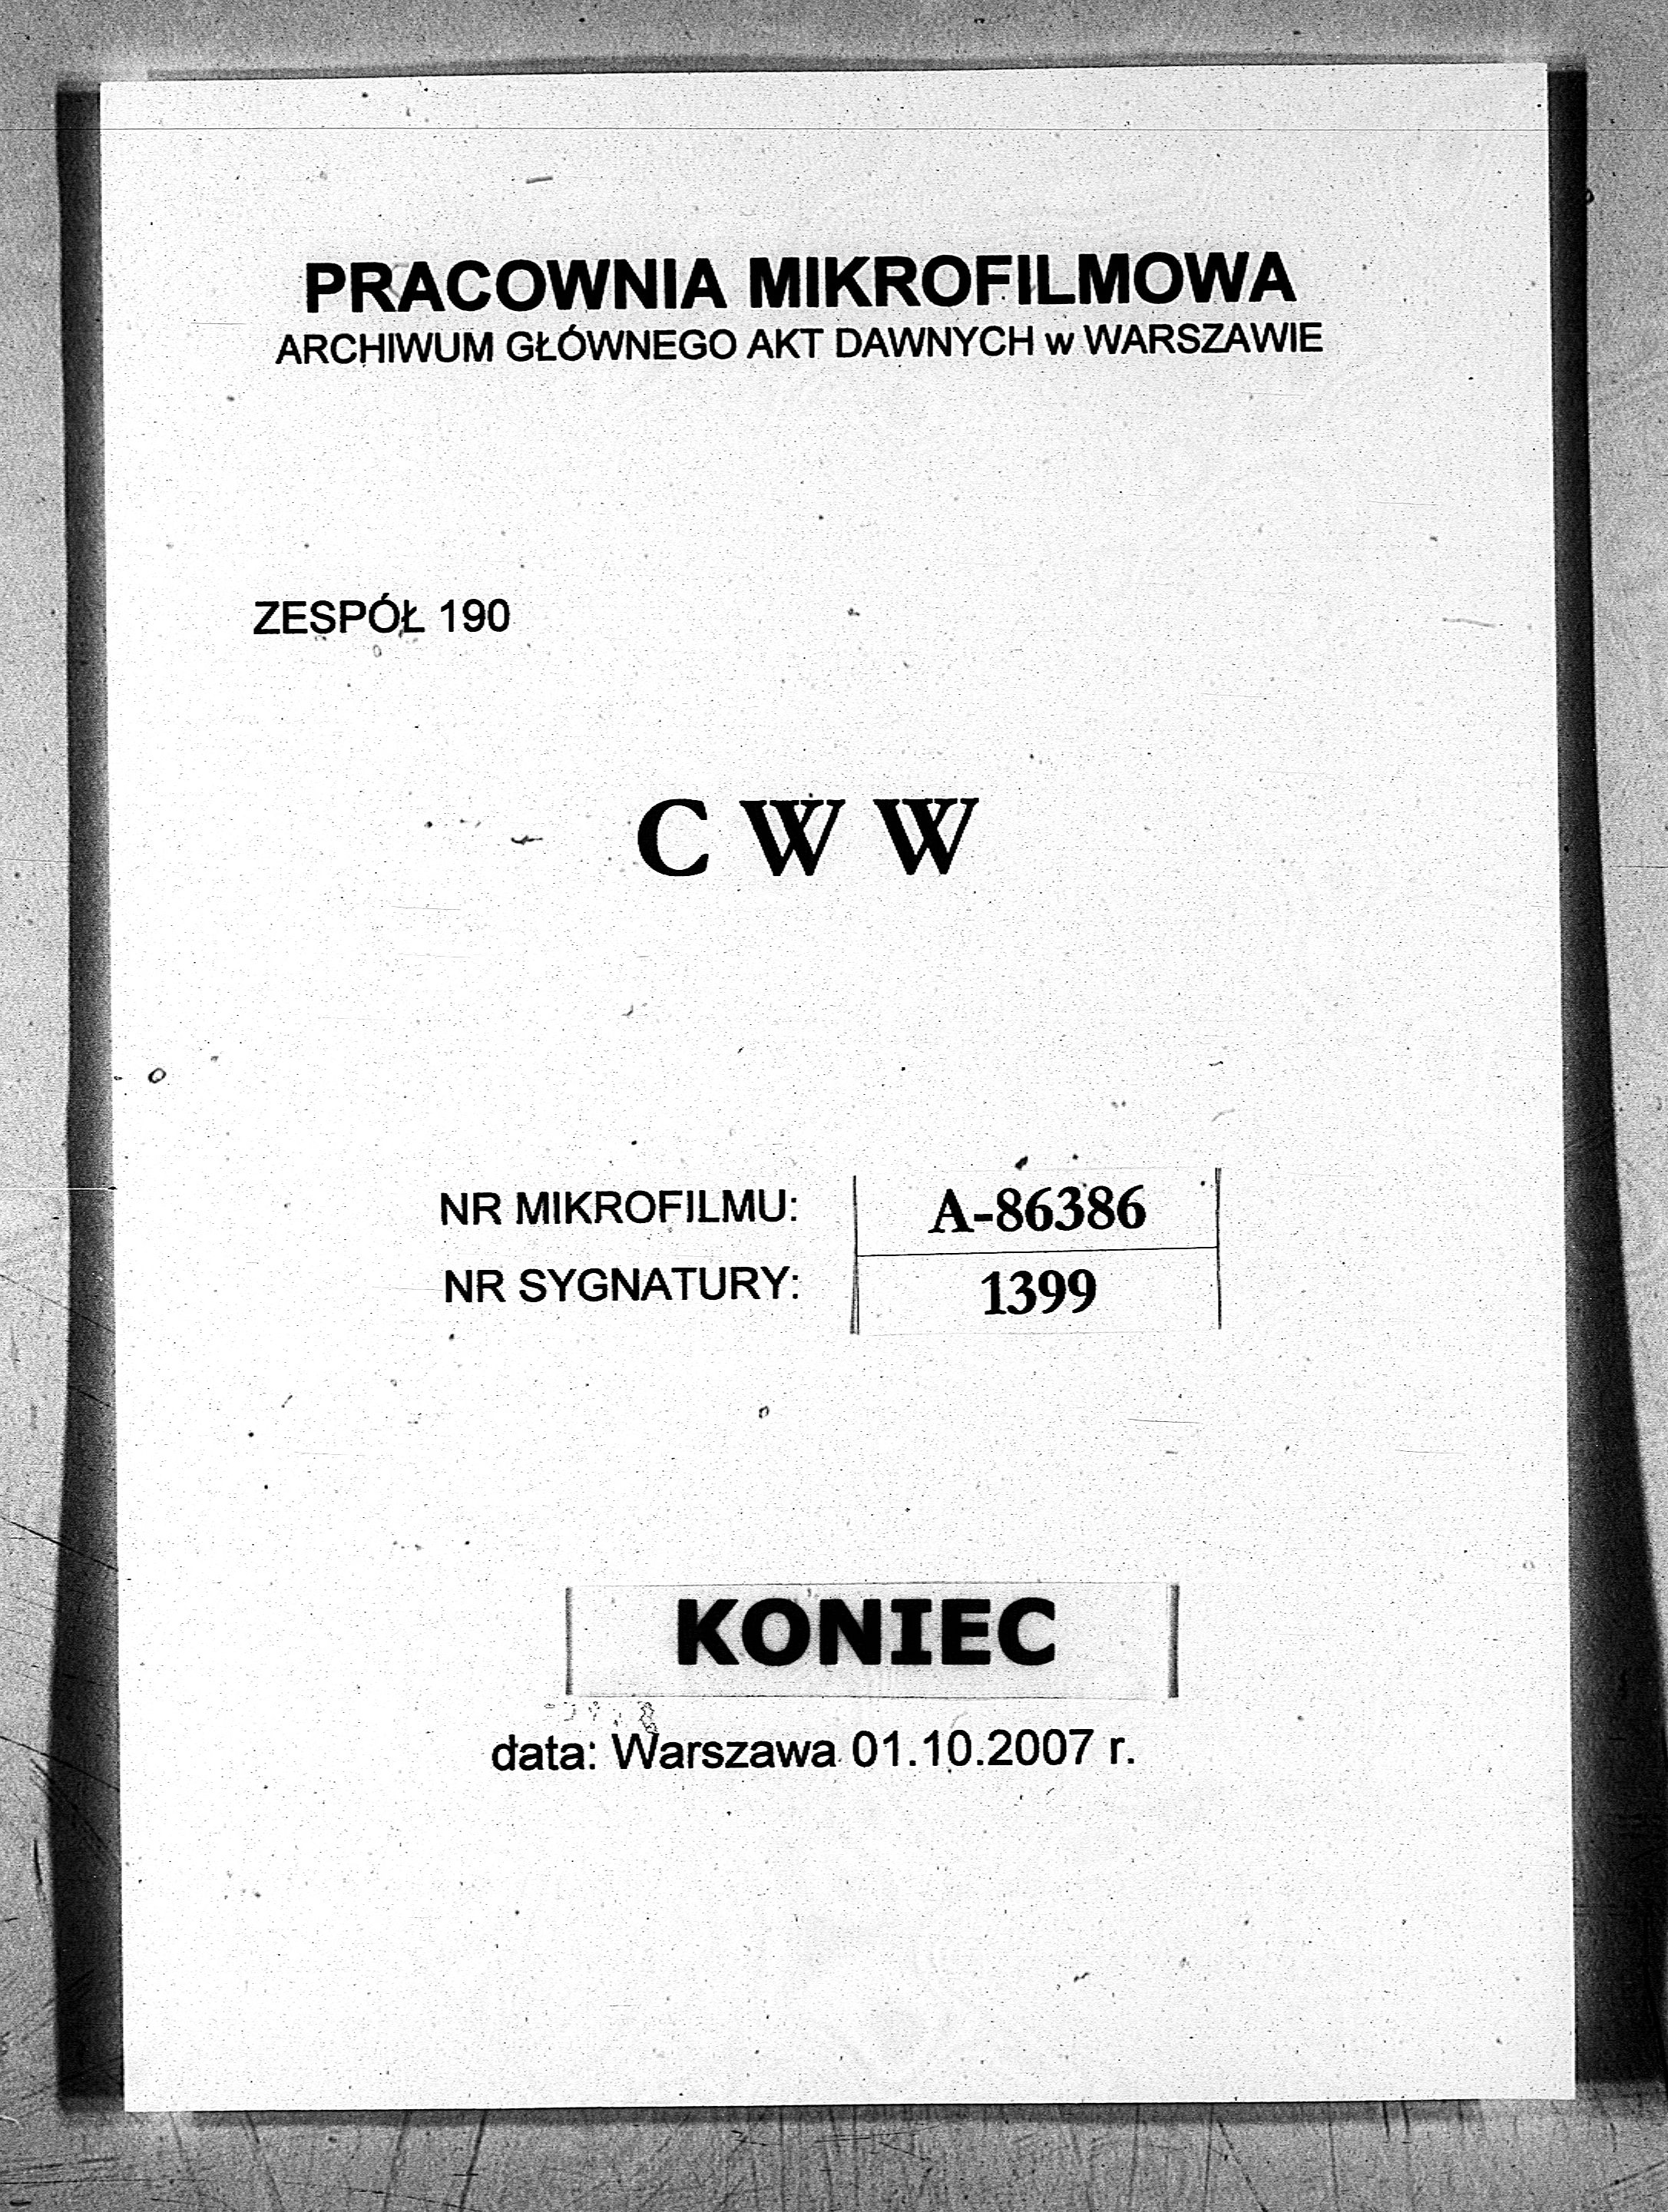 PRACOWNIA MIKROFILMOWA
ARCHIWUM GŁÓWNEGO AKT DAWNYCH w WARSZAWIE
ZESPÓŁ 190
C W W
NR MIKROFILMU: A-86386
NR SYGNATURY: 1399
KONIEC
data: Warszawa 01.10.2007 r.